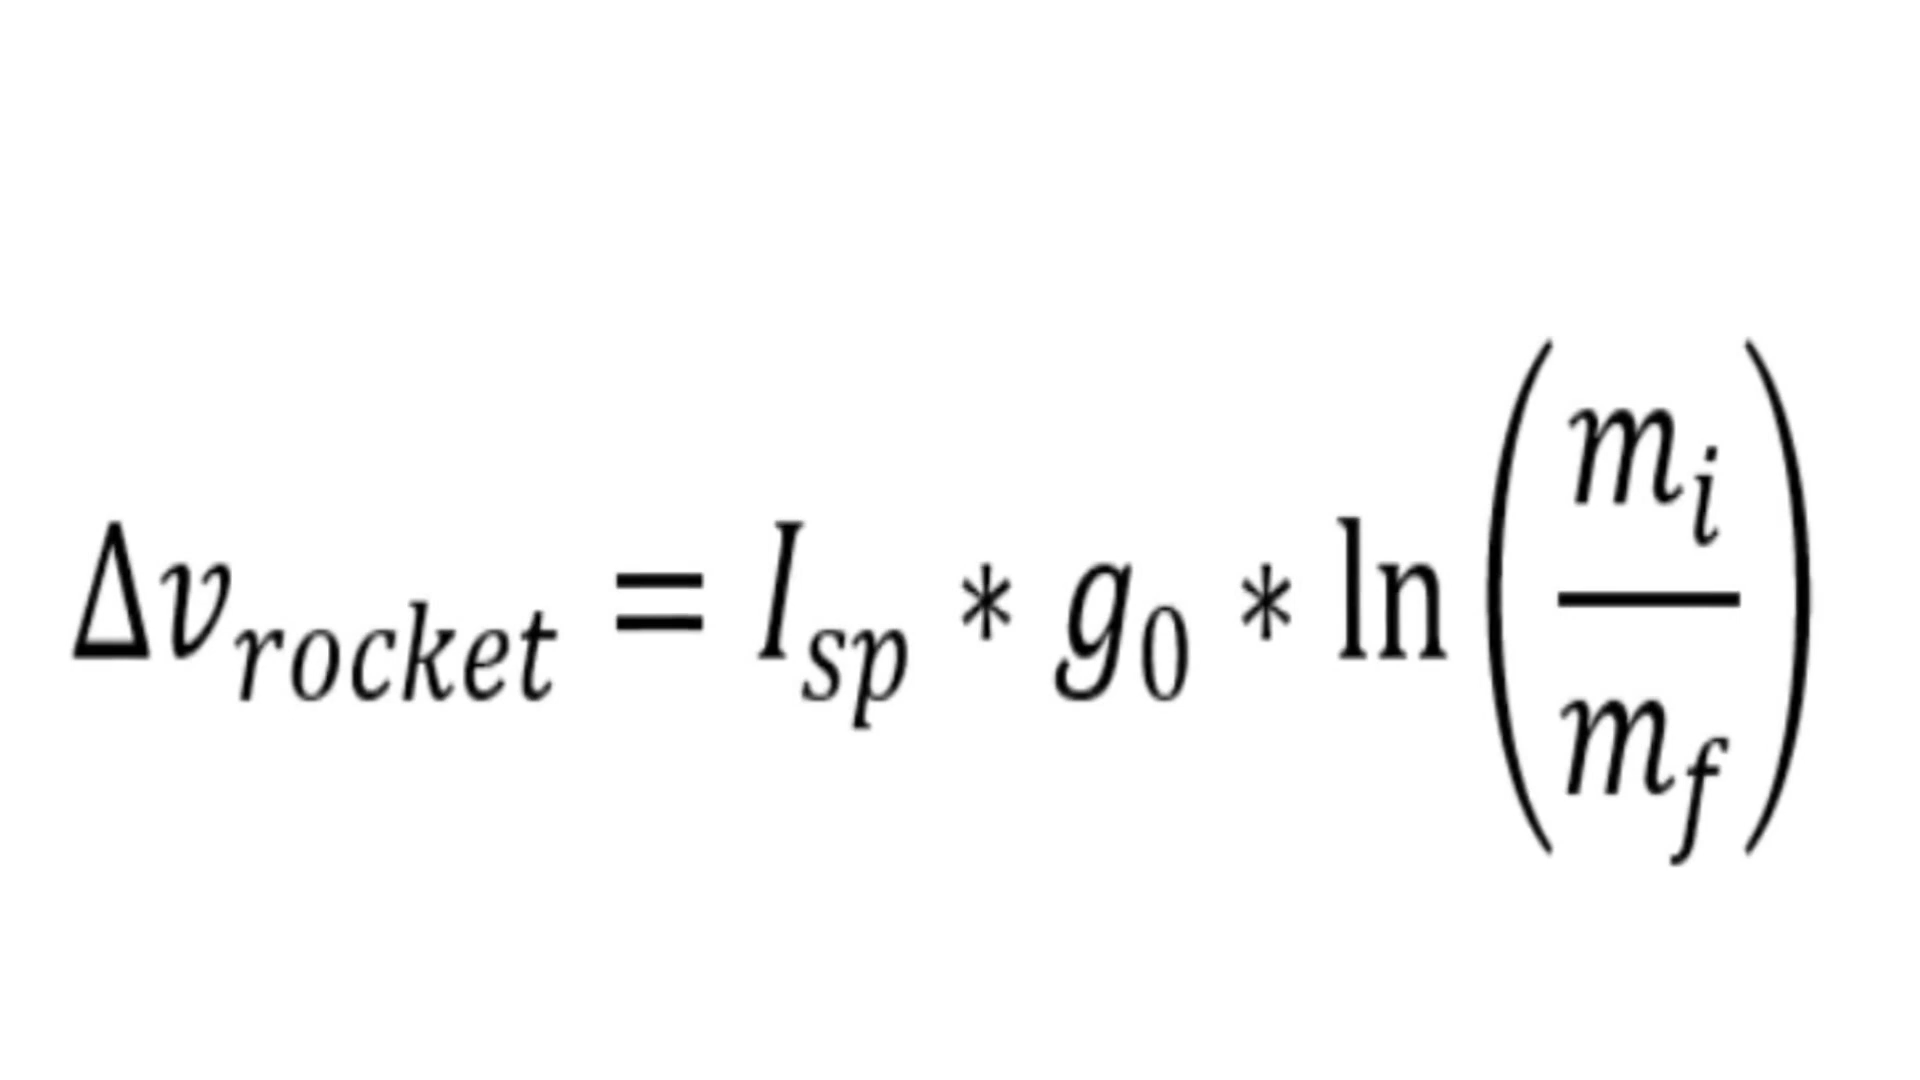 Δv_rocket = I_sp * g_0 * ln(m_i/m_f)